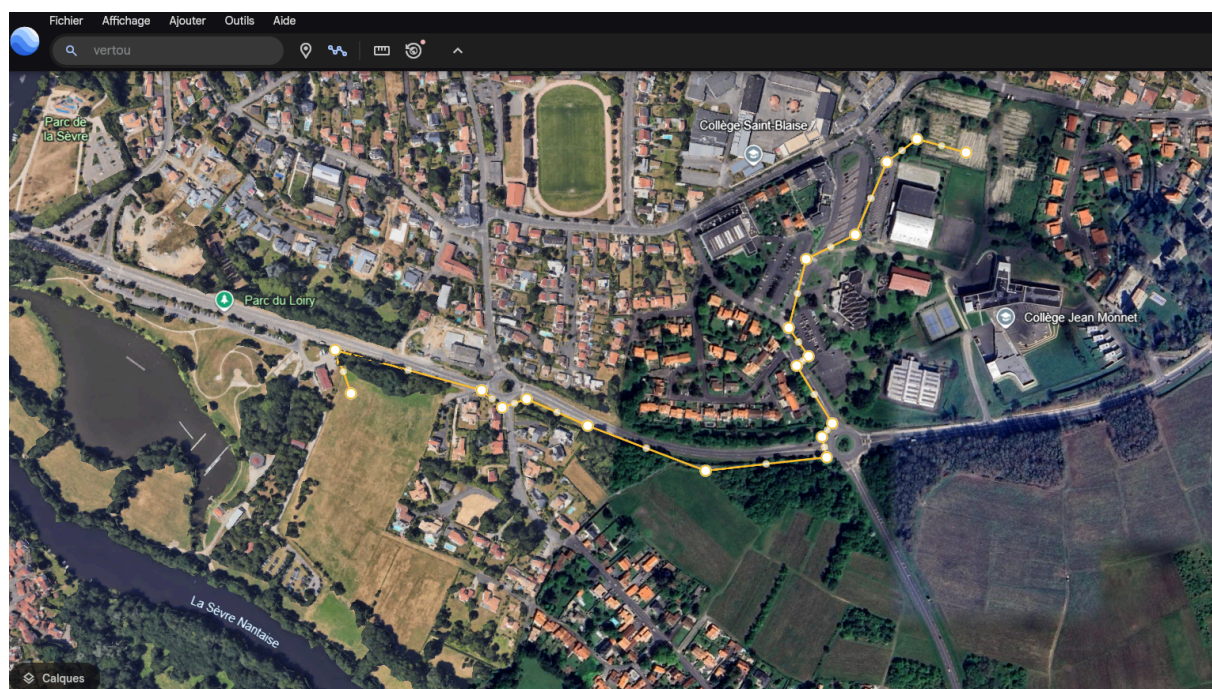 Fichier Affichage Ajouter Outils Aide
vertou
Parc de
la Sèvre
Collège Saint-Blaise
Parc du Loiry
Collège Jean Monnet
La Sèvre Nantaise
Calques